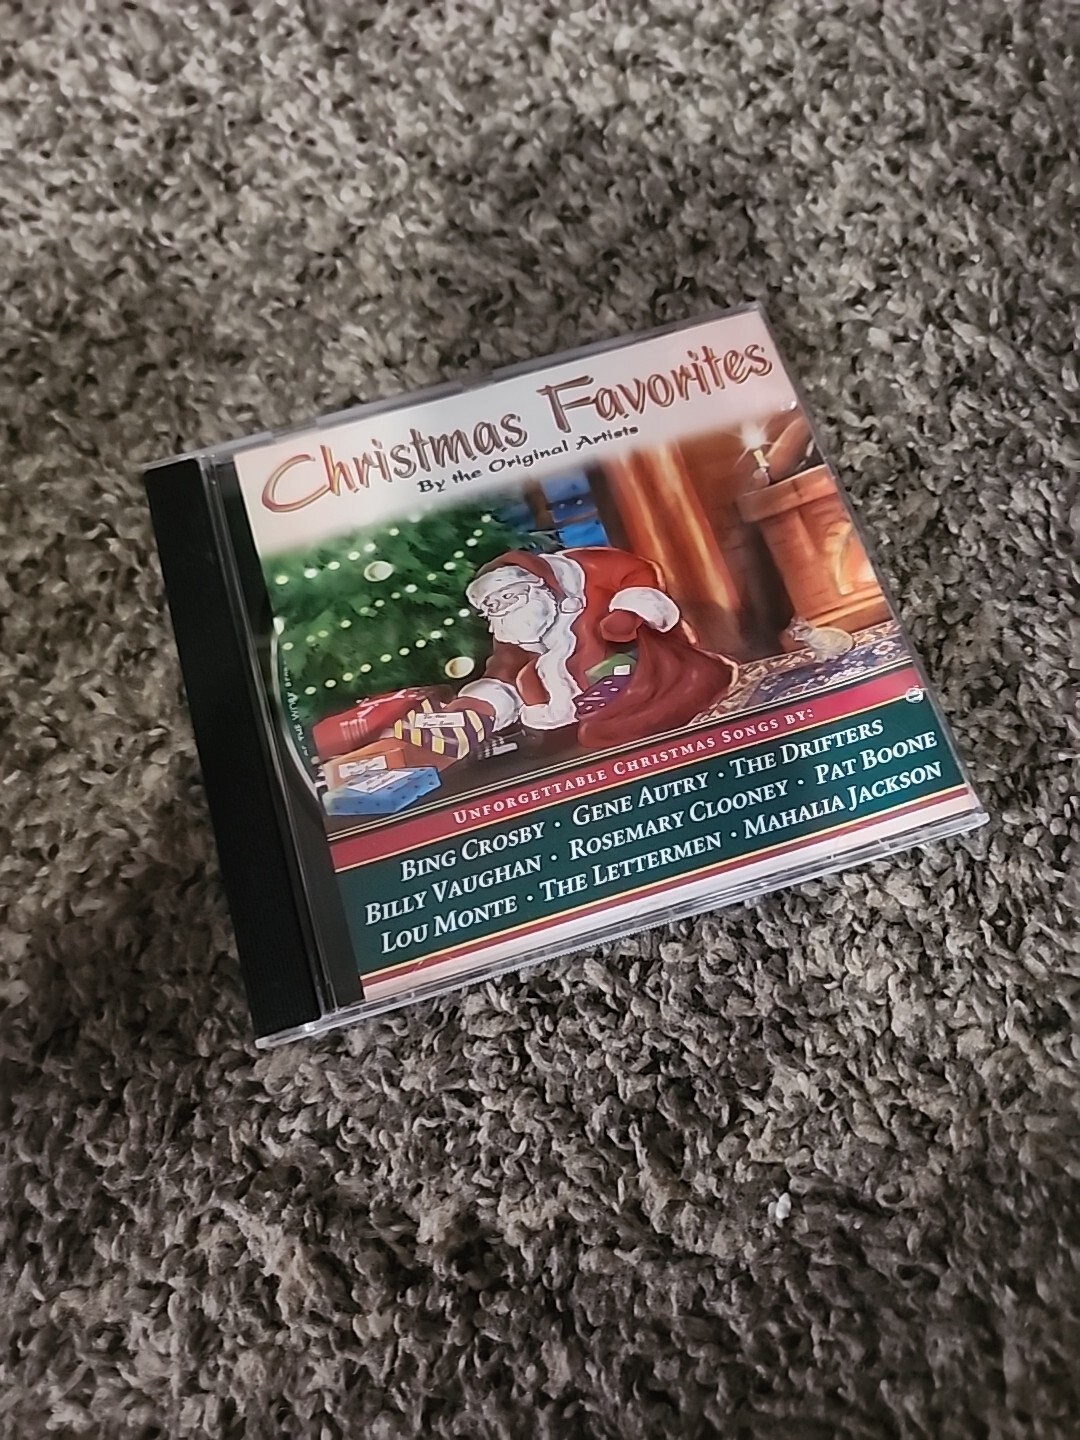 Christmas Favorites
By the Original Artists
UNFORGETTABLE CHRISTMAS SONGS BY:
BING CROSBY · GENE AUTRY · THE DRIFTERS
BILLY VAUGHAN · ROSEMARY CLOONEY · PAT BOONE
LOU MONTE · THE LETTERMEN · MAHALIA JACKSON